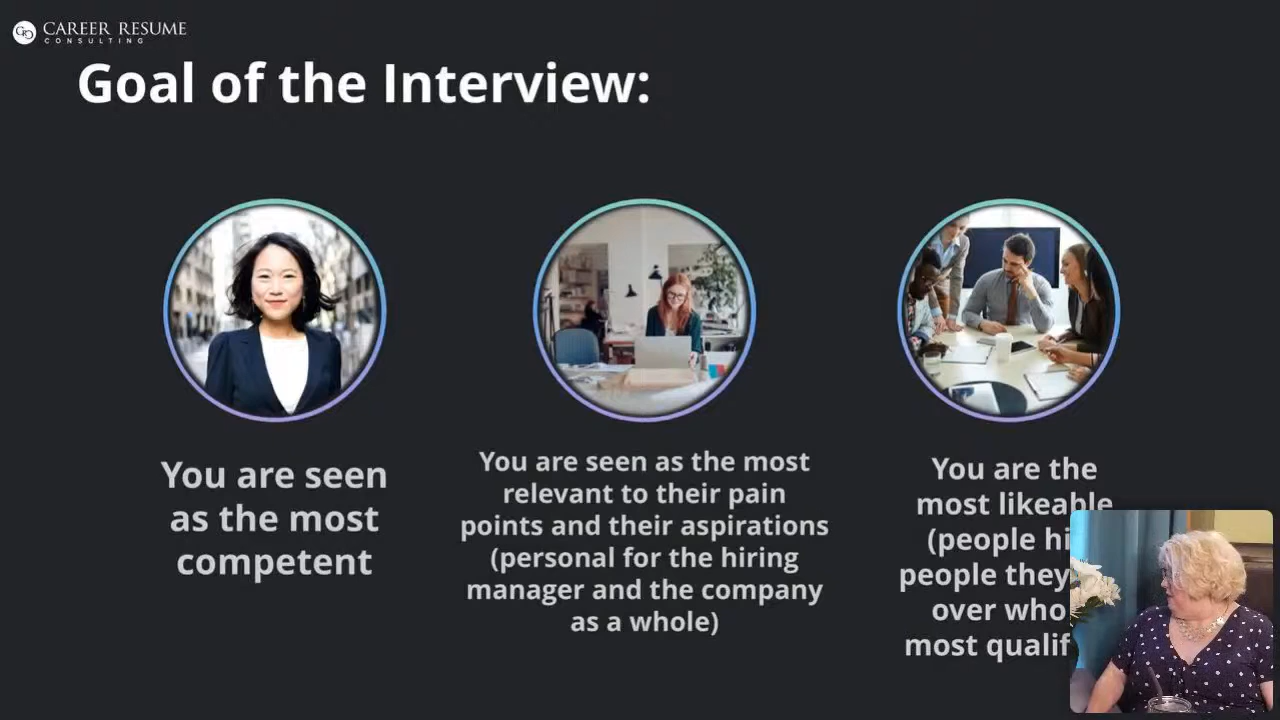 CAREER RESUME
CONSULTING
Goal of the Interview:
You are seen
as the most
competent
You are seen as the most
relevant to their pain
points and their aspirations
(personal for the hiring
manager and the company
as a whole)
You are the
most likeable
(people
people they
over who
most